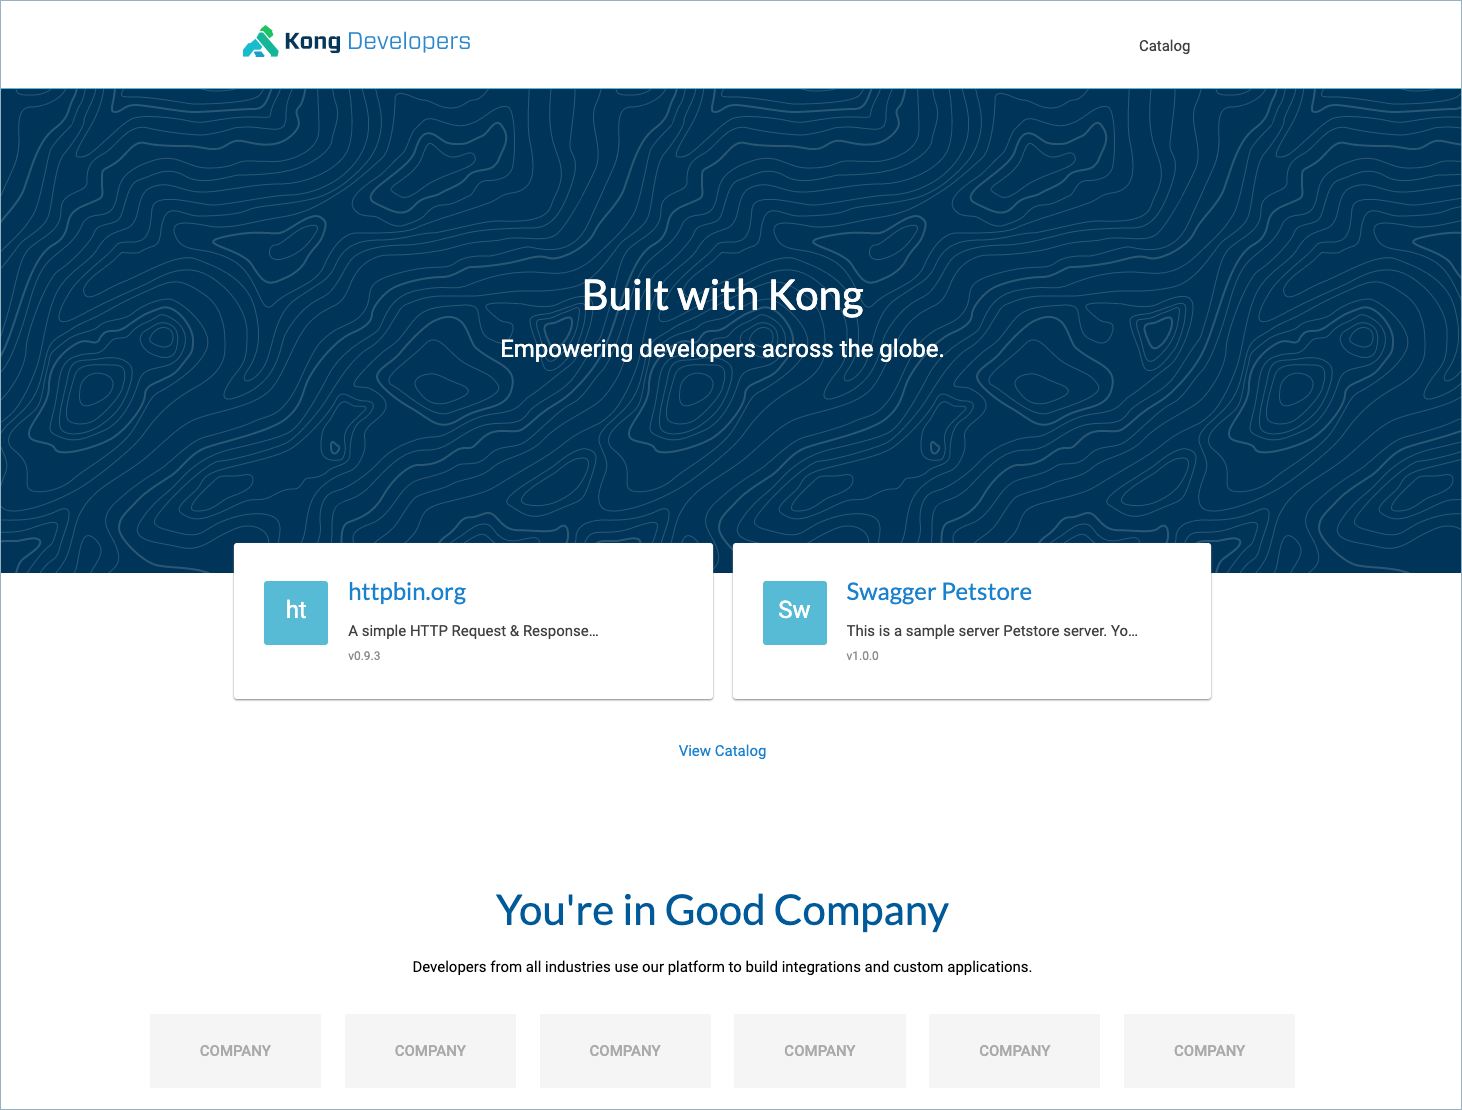 Kong Developers
Catalog
Built with Kong
Empowering developers across the globe.
ht
httpbin.org
A simple HTTP Request & Response...
v0.9.3
Sw
Swagger Petstore
This is a sample server Petstore server. Yo...
v1.0.0
View Catalog
You're in Good Company
Developers from all industries use our platform to build integrations and custom applications.
COMPANY COMPANY COMPANY COMPANY COMPANY COMPANY